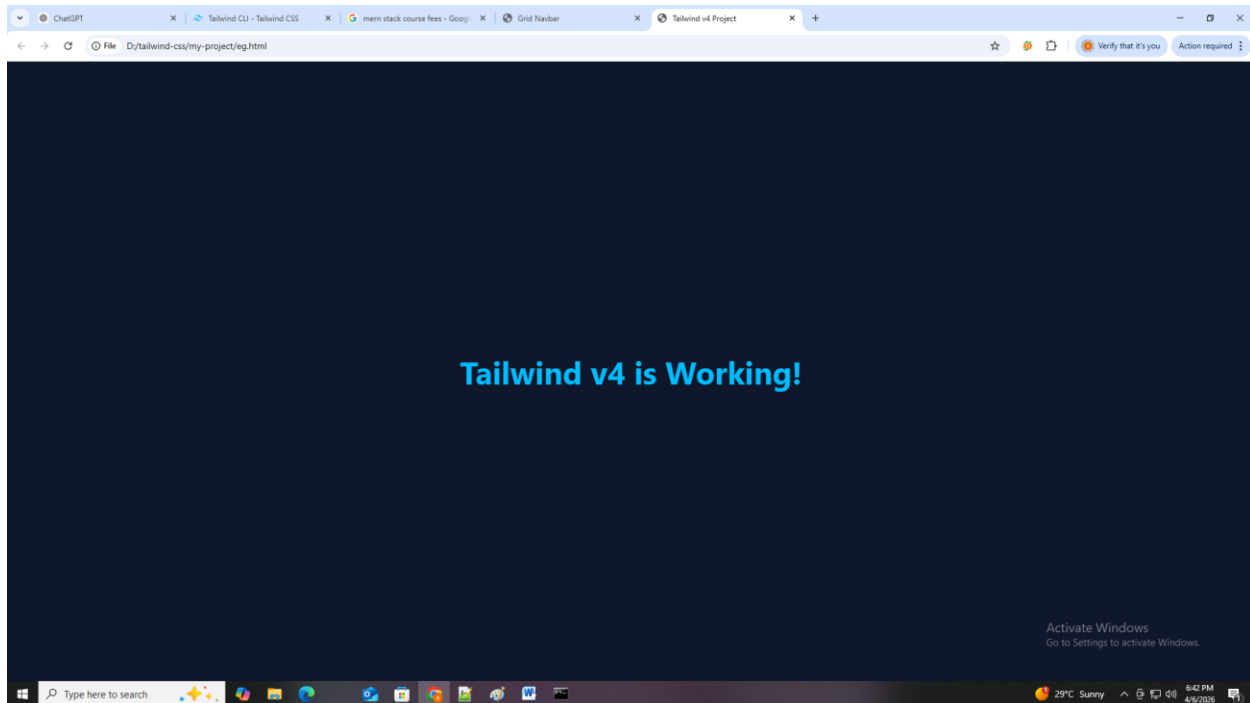 ChatGPT
Tailwind CLI - Tailwind CSS
mern stack course fees - Goog
Grid Navbar
Tailwind v4 Project
File D:/tailwind-css/my-project/eg.html
Verify that it's you
Action required
Tailwind v4 is Working!
Activate Windows
Go to Settings to activate Windows.
Type here to search
29°C Sunny
6:42 PM
4/6/2026